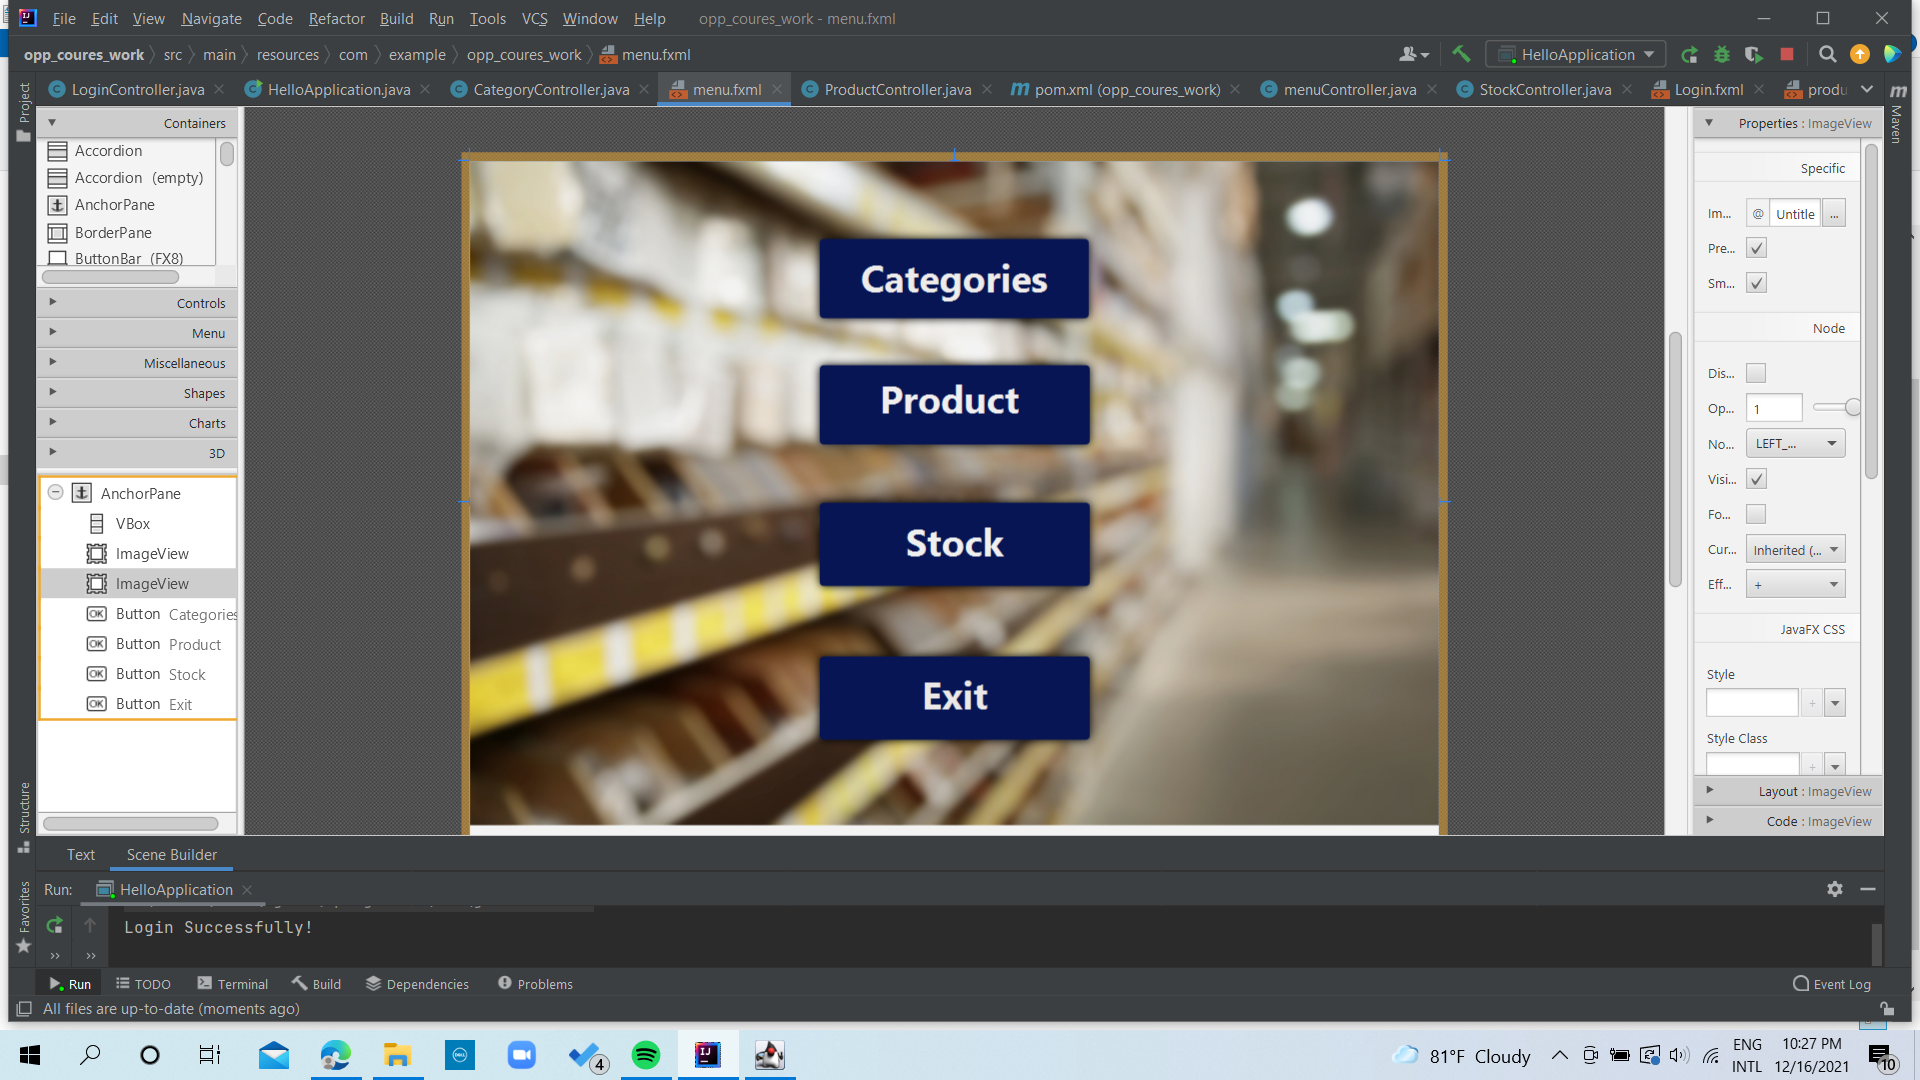 File Edit View Navigate Code Refactor Build Run Tools VCS Window Help opp_coures_work - menu.fxml
opp_coures_work src main resources com example opp_coures_work menu.fxml HelloApplication
LoginController.java HelloApplication.java CategoryController.java menu.fxml ProductController.java pom.xml (opp_coures_work) menuController.java StockController.java Login.fxml produ
Project
Maven
Containers
Accordion
Accordion (empty)
AnchorPane
BorderPane
ButtonBar (FX8)
Controls
Menu
Miscellaneous
Shapes
Charts
3D
AnchorPane
VBox
ImageView
ImageView
Button Categories
Button Product
Button Stock
Button Exit
Structure
Favorites
Categories
Product
Stock
Exit
Properties : ImageView
Specific
Im... @ Untitle ...
Pre...
Sm...
Node
Dis...
Op... 1
No... LEFT_...
Visi...
Fo...
Cur... Inherited (...
Eff... +
JavaFX CSS
Style
+
Style Class
+
Layout : ImageView
Code : ImageView
Text Scene Builder
Run: HelloApplication
Login Successfully!
Run TODO Terminal Build Dependencies Problems Event Log
All files are up-to-date (moments ago)
4
81°F Cloudy
ENG
INTL
10:27 PM
12/16/2021
10